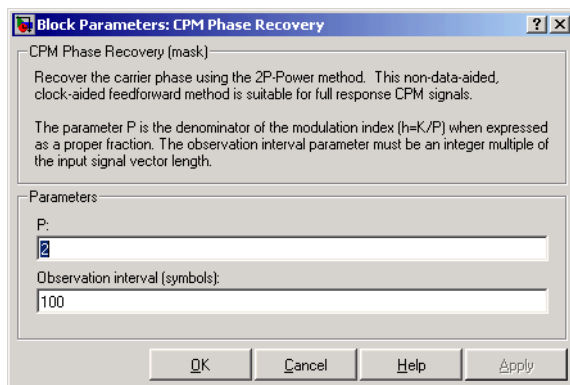 Block Parameters: CPM Phase Recovery
CPM Phase Recovery (mask)
Recover the carrier phase using the 2P-Power method. This non-data-aided,
clock-aided feedforward method is suitable for full response CPM signals.
The parameter P is the denominator of the modulation index (h=K/P) when expressed
as a proper fraction. The observation interval parameter must be an integer multiple of
the input signal vector length.
Parameters
P:
2
Observation interval (symbols):
100
OK Cancel Help Apply